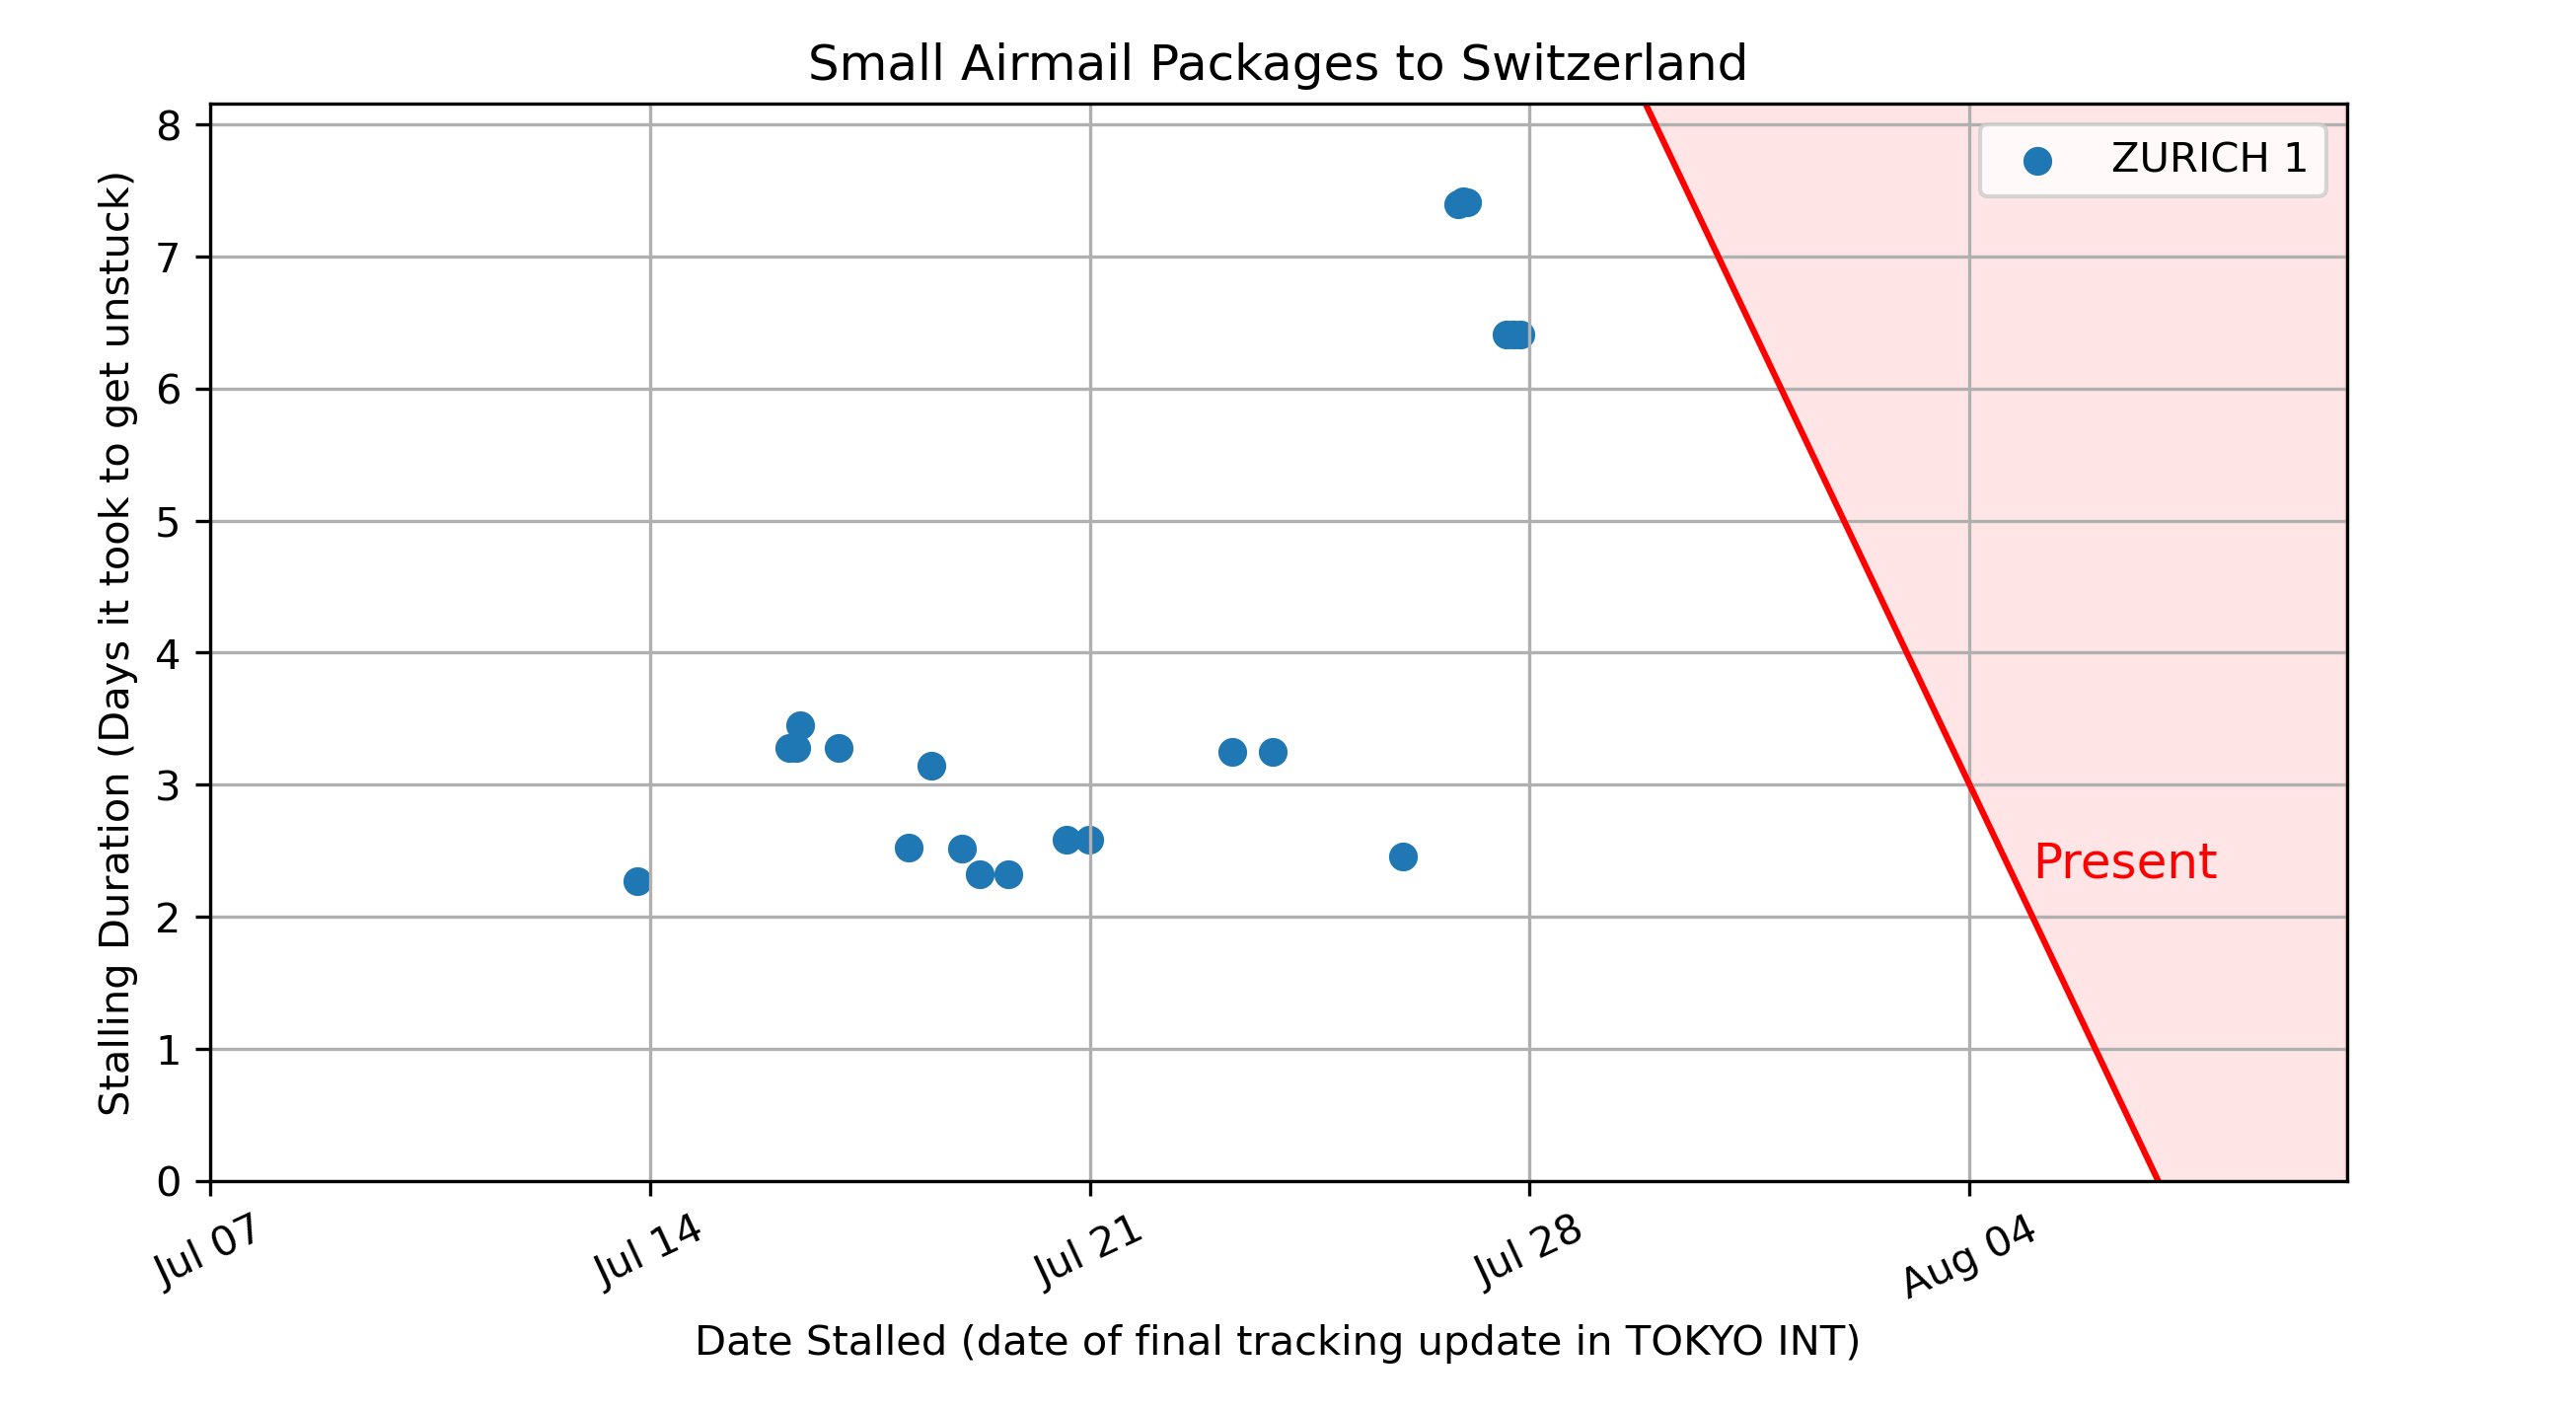 Small Airmail Packages to Switzerland
Stalling Duration (Days it took to get unstuck)
8
7
6
5
4
3
2
1
0
ZURICH 1
Present
Jul 07
Jul 14
Jul 21
Jul 28
Aug 04
Date Stalled (date of final tracking update in TOKYO INT)